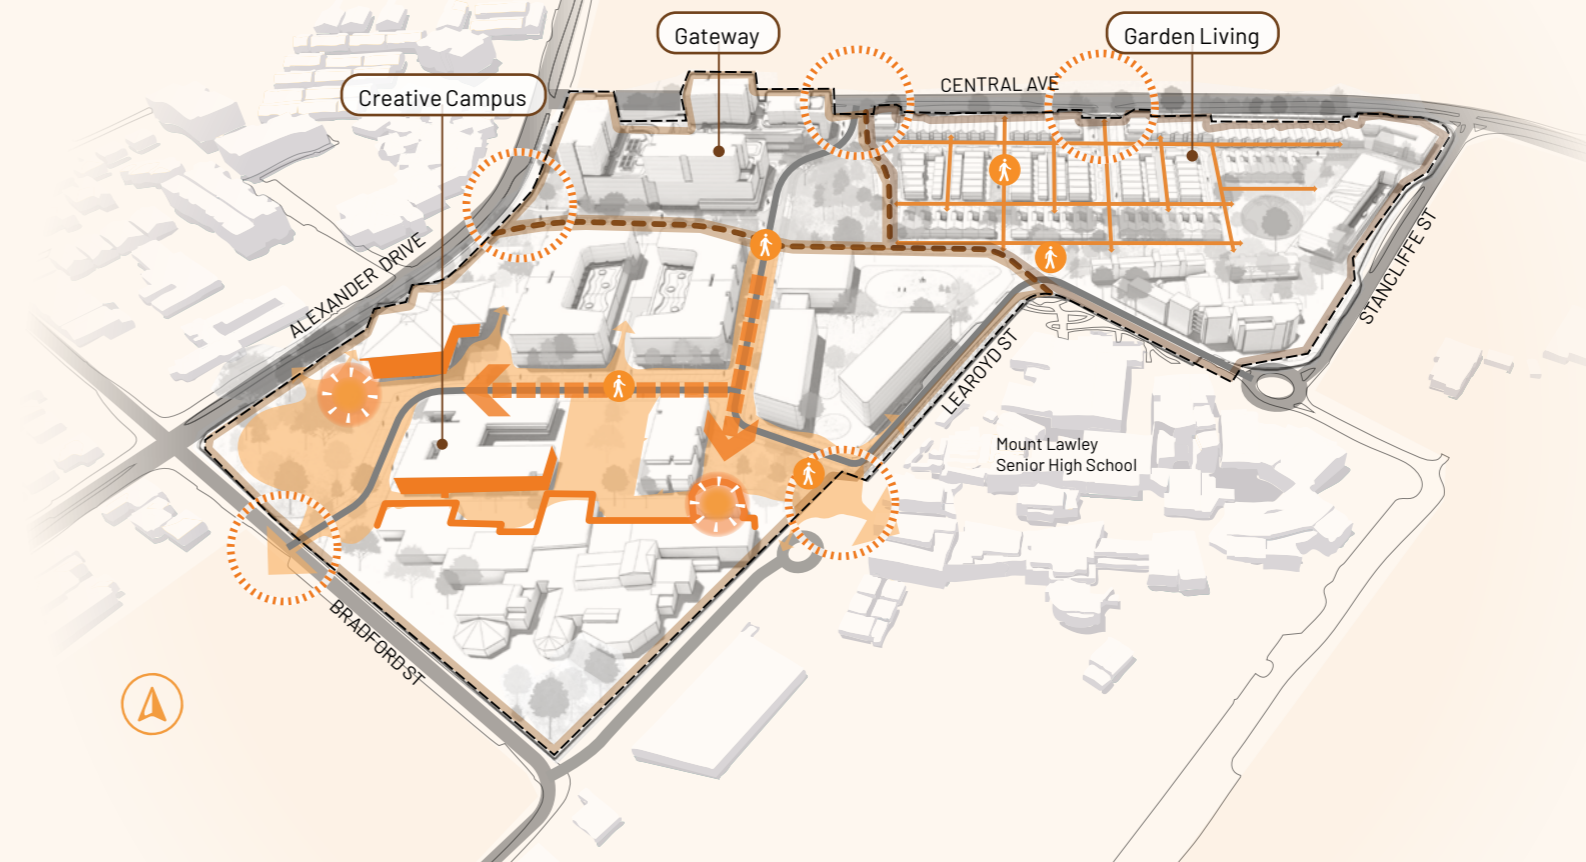 Gateway
Garden Living
Creative Campus
CENTRAL AVE
ALEXANDER DRIVE
STANCLIFFE ST
LEAROYD ST
Mount Lawley
Senior High School
BRADFORD ST